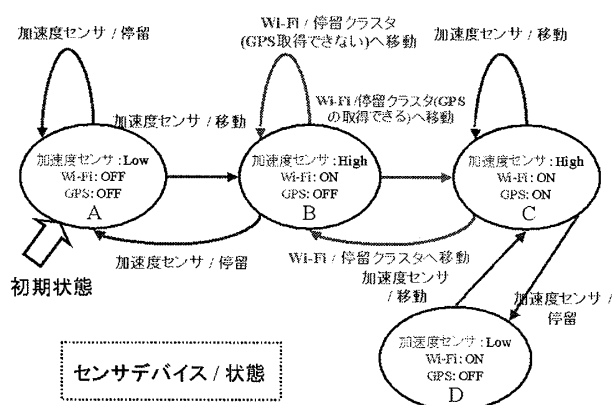 加速度センサ / 停留
Wi-Fi / 停留クラスタ
(GPS取得できない)へ移動
加速度センサ / 移動
加速度センサ / 移動
Wi-Fi /停留クラスタ(GPS
の取得できる)へ移動
加速度センサ : Low
Wi-Fi: OFF
GPS: OFF
A
加速度センサ : High
Wi-Fi: ON
GPS: OFF
B
加速度センサ : High
Wi-Fi: ON
GPS: ON
C
初期状態
加速度センサ / 停留
Wi-Fi / 停留クラスタへ移動
加速度センサ
/ 移動
加速度センサ /
停留
加速度センサ : Low
Wi-Fi: ON
GPS: OFF
D
センサデバイス / 状態